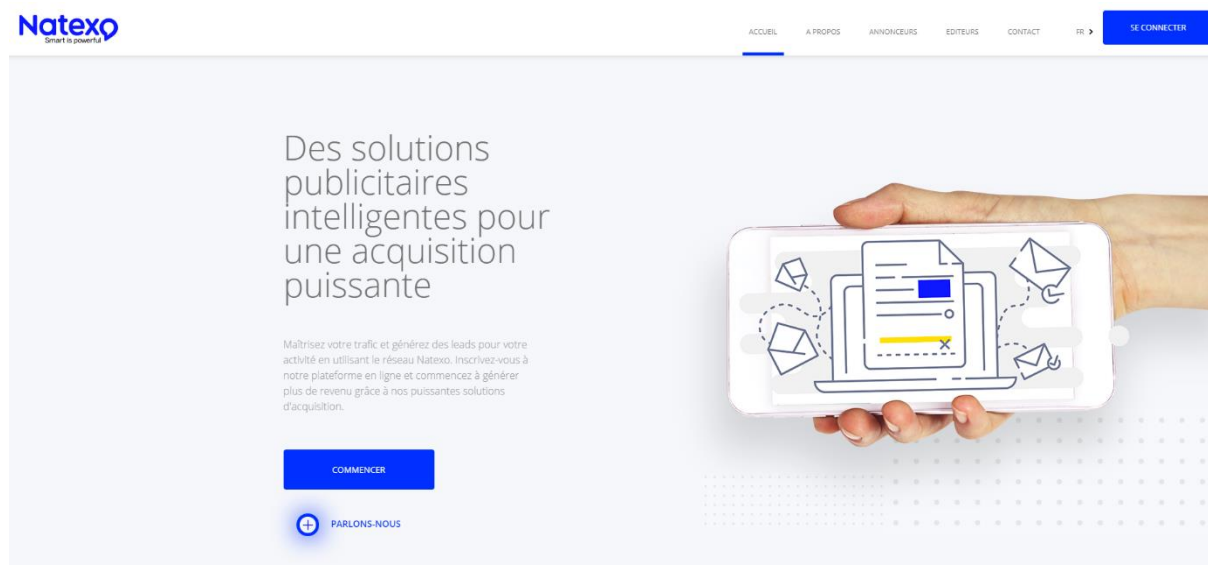 Natexo
Smart is powerful
ACCUEIL
A PROPOS
ANNONCEURS
EDITEURS
CONTACT
FR
SE CONNECTER
Des solutions
publicitaires
intelligentes pour
une acquisition
puissante
Maîtrisez votre trafic et générez des leads pour votre
activité en utilisant le réseau Natexo. Inscrivez-vous à
notre plateforme en ligne et commencez à générer
plus de revenu grâce à nos puissantes solutions
d'acquisition.
COMMENCER
PARLONS-NOUS